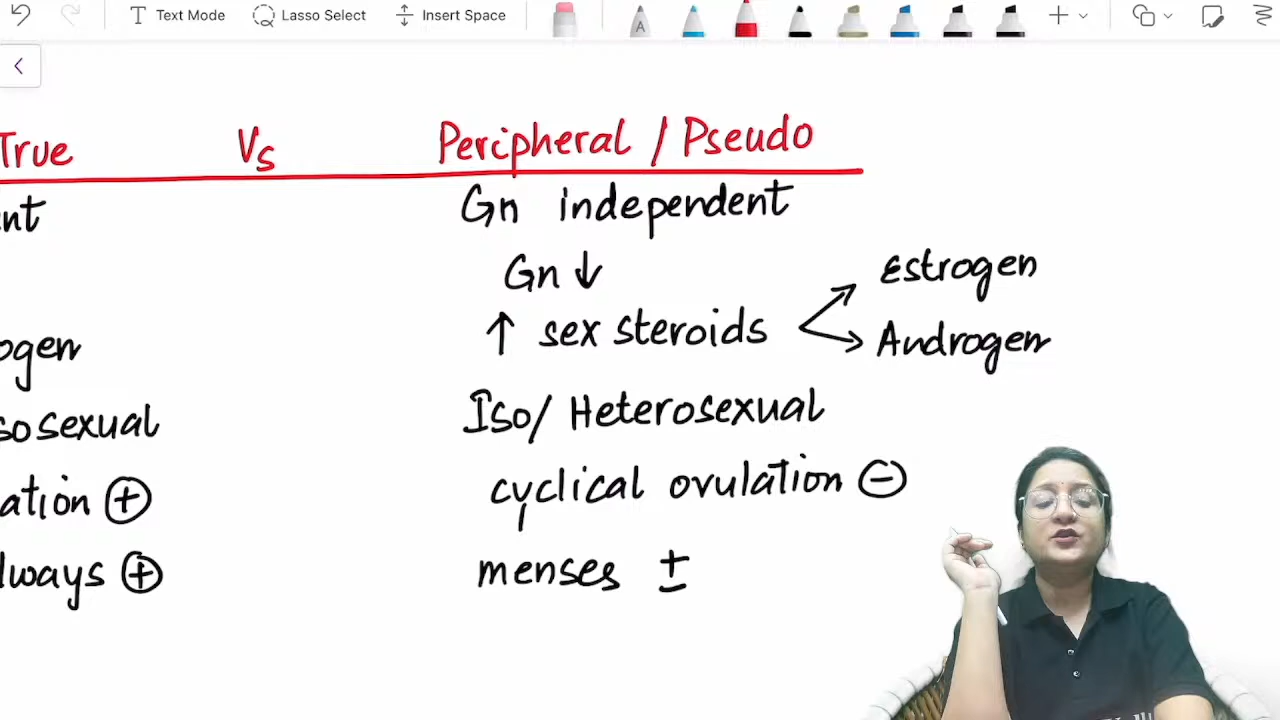 Text Mode Lasso Select Insert Space
A
True Vs Peripheral / Pseudo
ent Gn independent
Gn ↓ Estrogen
↑ sex steroids Androgen
ogen
sosexual Iso/ Heterosexual
ation + cyclical ovulation −
lways + menses ±